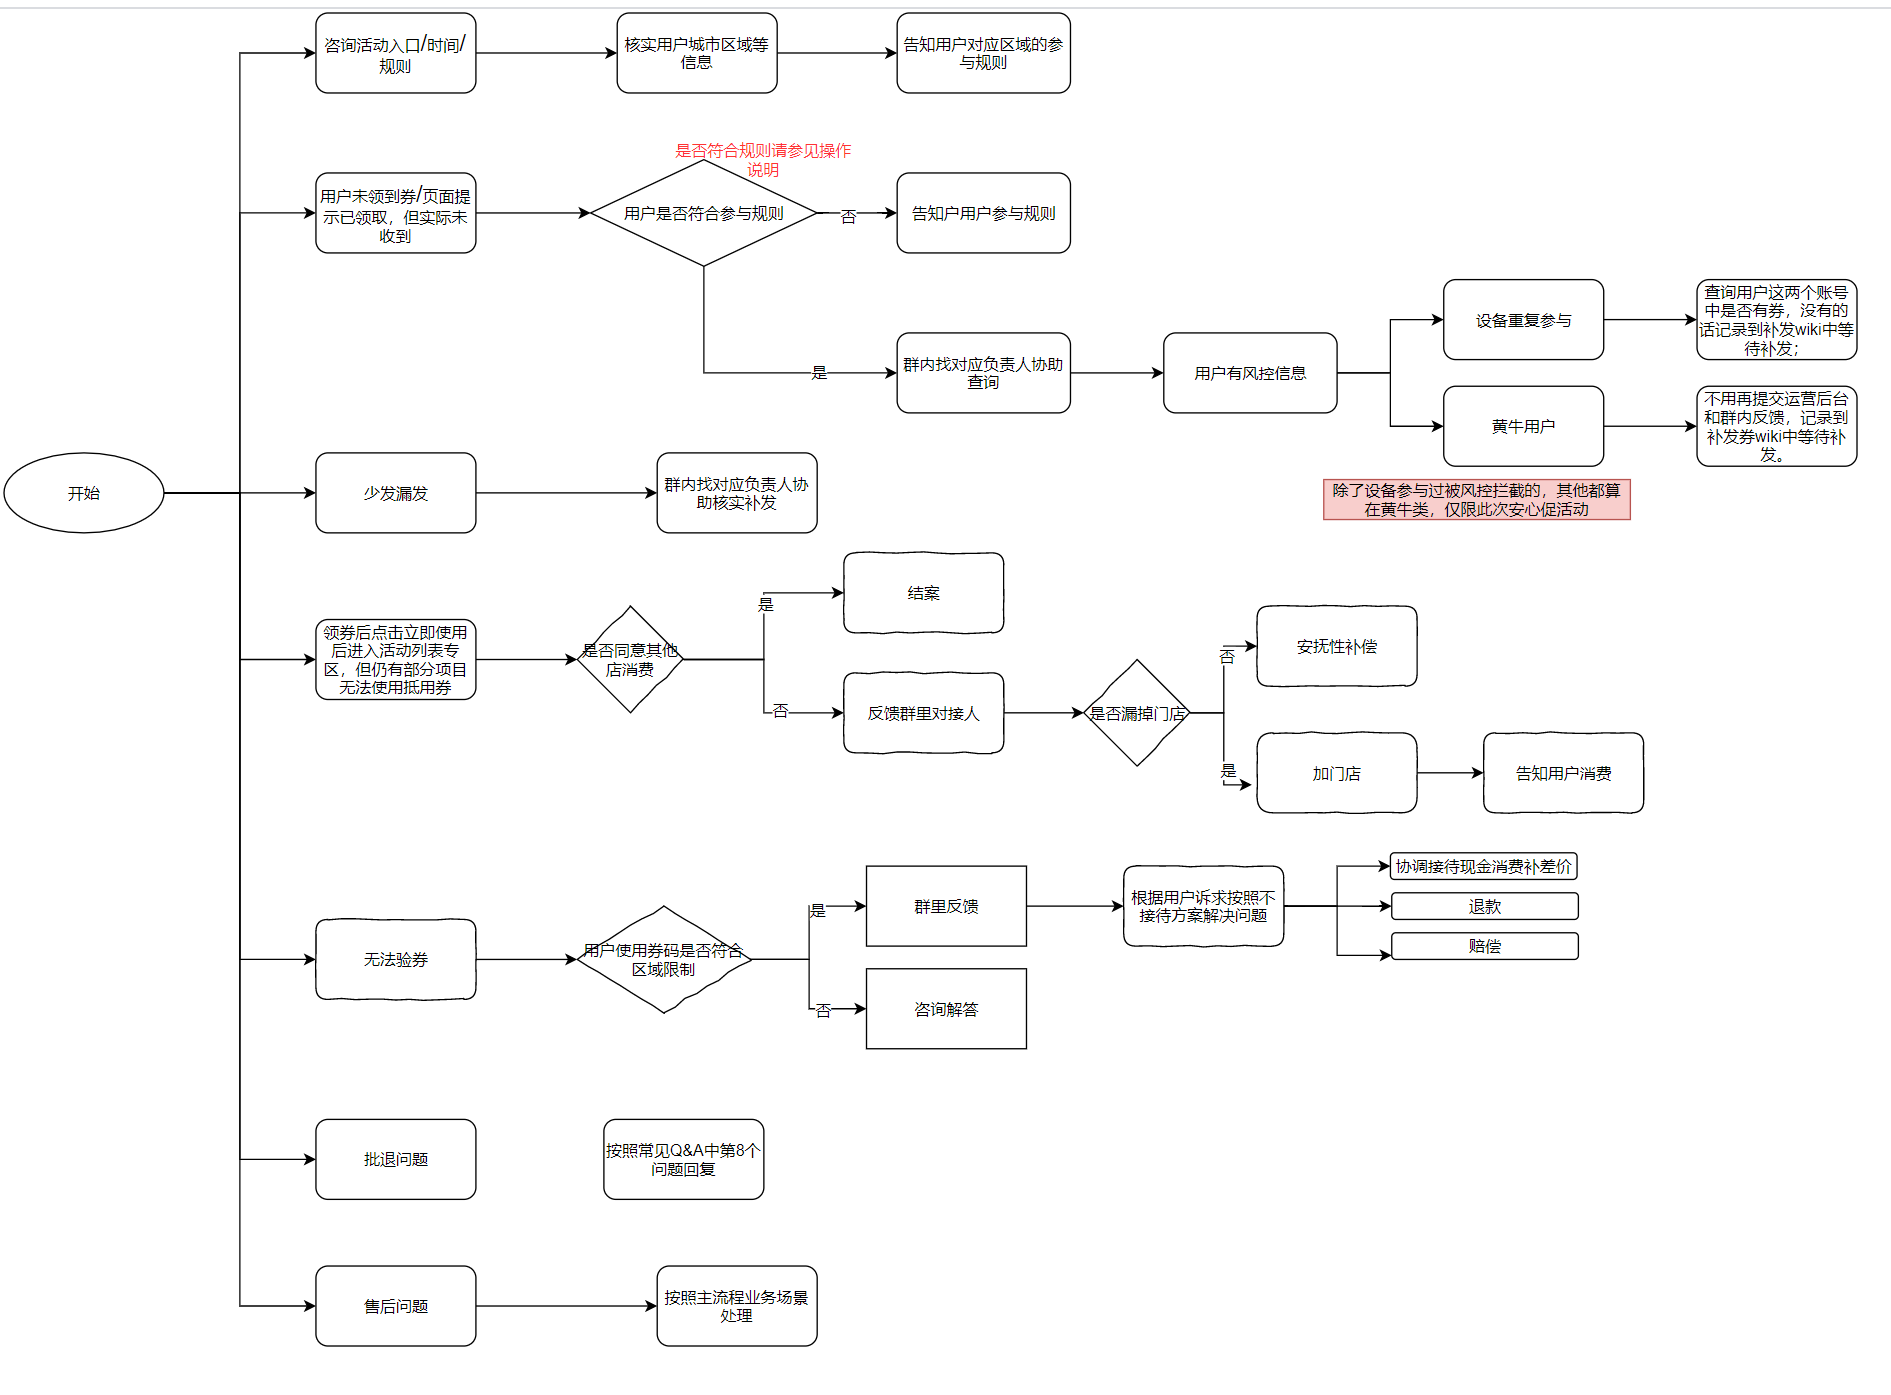 咨询活动入口/时间/
规则
核实用户城市区域等
信息
告知用户对应区域的参
与规则
是否符合规则请参见操作
说明
用户未领到券/页面提
示已领取，但实际未
收到
用户是否符合参与规则
否
告知户用户参与规则
是
群内找对应负责人协助
查询
用户有风控信息
设备重复参与
查询用户这两个账号
中是否有券，没有的
话记录到补发wiki中等
待补发；
黄牛用户
不用再提交运营后台
和群内反馈，记录到
补发券wiki中等待补
发。
除了设备参与过被风控拦截的，其他都算
在黄牛类，仅限此次安心促活动
开始
少发漏发
群内找对应负责人协
助核实补发
领券后点击立即使用
后进入活动列表专
区，但仍有部分项目
无法使用抵用券
是否同意其他
店消费
是
结案
否
反馈群里对接人
是否漏掉门店
否
安抚性补偿
是
加门店
告知用户消费
无法验券
用户使用券码是否符合
区域限制
是
群里反馈
根据用户诉求按照不
接待方案解决问题
协调接待现金消费补差价
退款
赔偿
否
咨询解答
批退问题
按照常见Q&A中第8个
问题回复
售后问题
按照主流程业务场景
处理